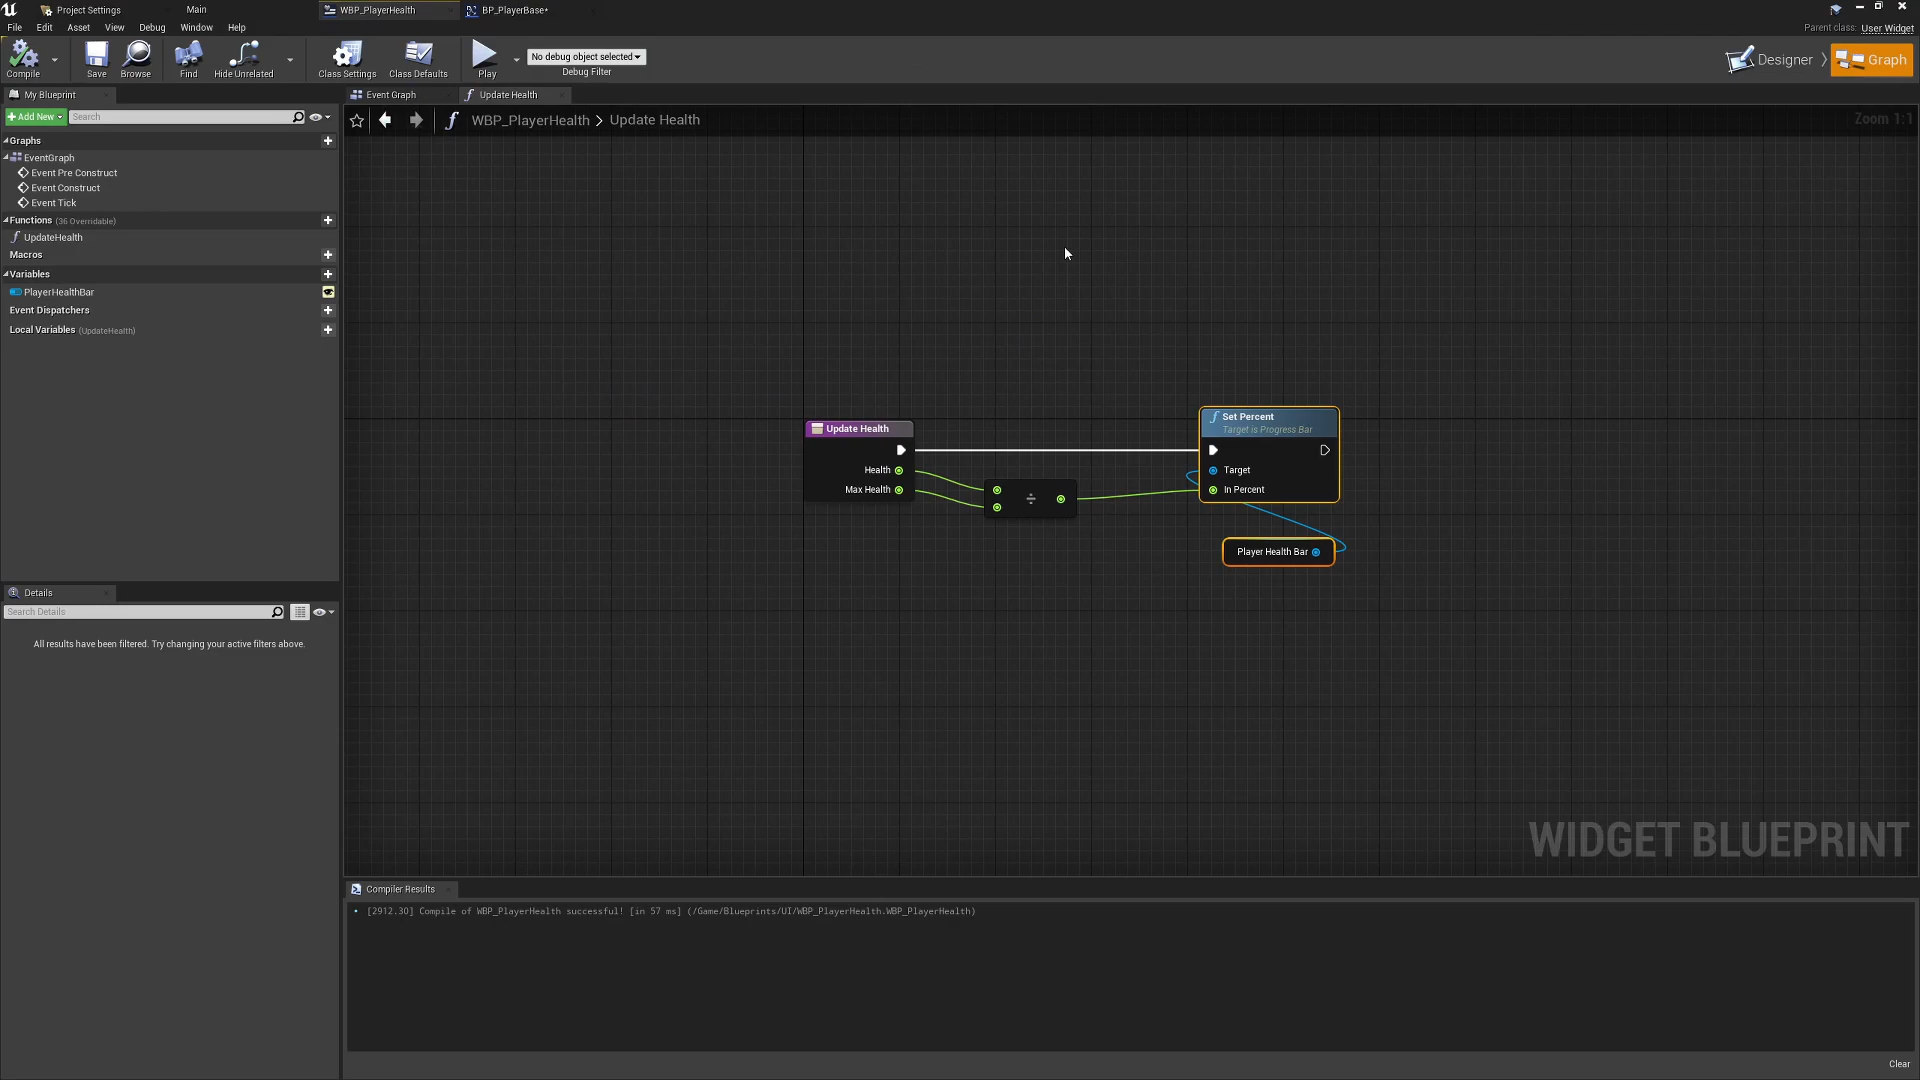 Project Settings
Main
WBP_PlayerHealth
BP_PlayerBase*
File Edit Asset View Debug Window Help
Parent class: User Widget
Compile
Save
Browse
Find
Hide Unrelated
Class Settings
Class Defaults
Play
No debug object selected
Debug Filter
Designer
Graph
My Blueprint
Event Graph
Update Health
Add New
Search
WBP_PlayerHealth > Update Health
Zoom 1:1
Graphs
EventGraph
Event Pre Construct
Event Construct
Event Tick
Functions (36 Overridable)
UpdateHealth
Macros
Variables
PlayerHealthBar
Event Dispatchers
Local Variables (UpdateHealth)
Update Health
Health
Max Health
÷
Set Percent
Target is Progress Bar
Target
In Percent
Player Health Bar
Details
Search Details
All results have been filtered. Try changing your active filters above.
WIDGET BLUEPRINT
Compiler Results
[2912.30] Compile of WBP_PlayerHealth successful! [in 57 ms] (/Game/Blueprints/UI/WBP_PlayerHealth.WBP_PlayerHealth)
Clear